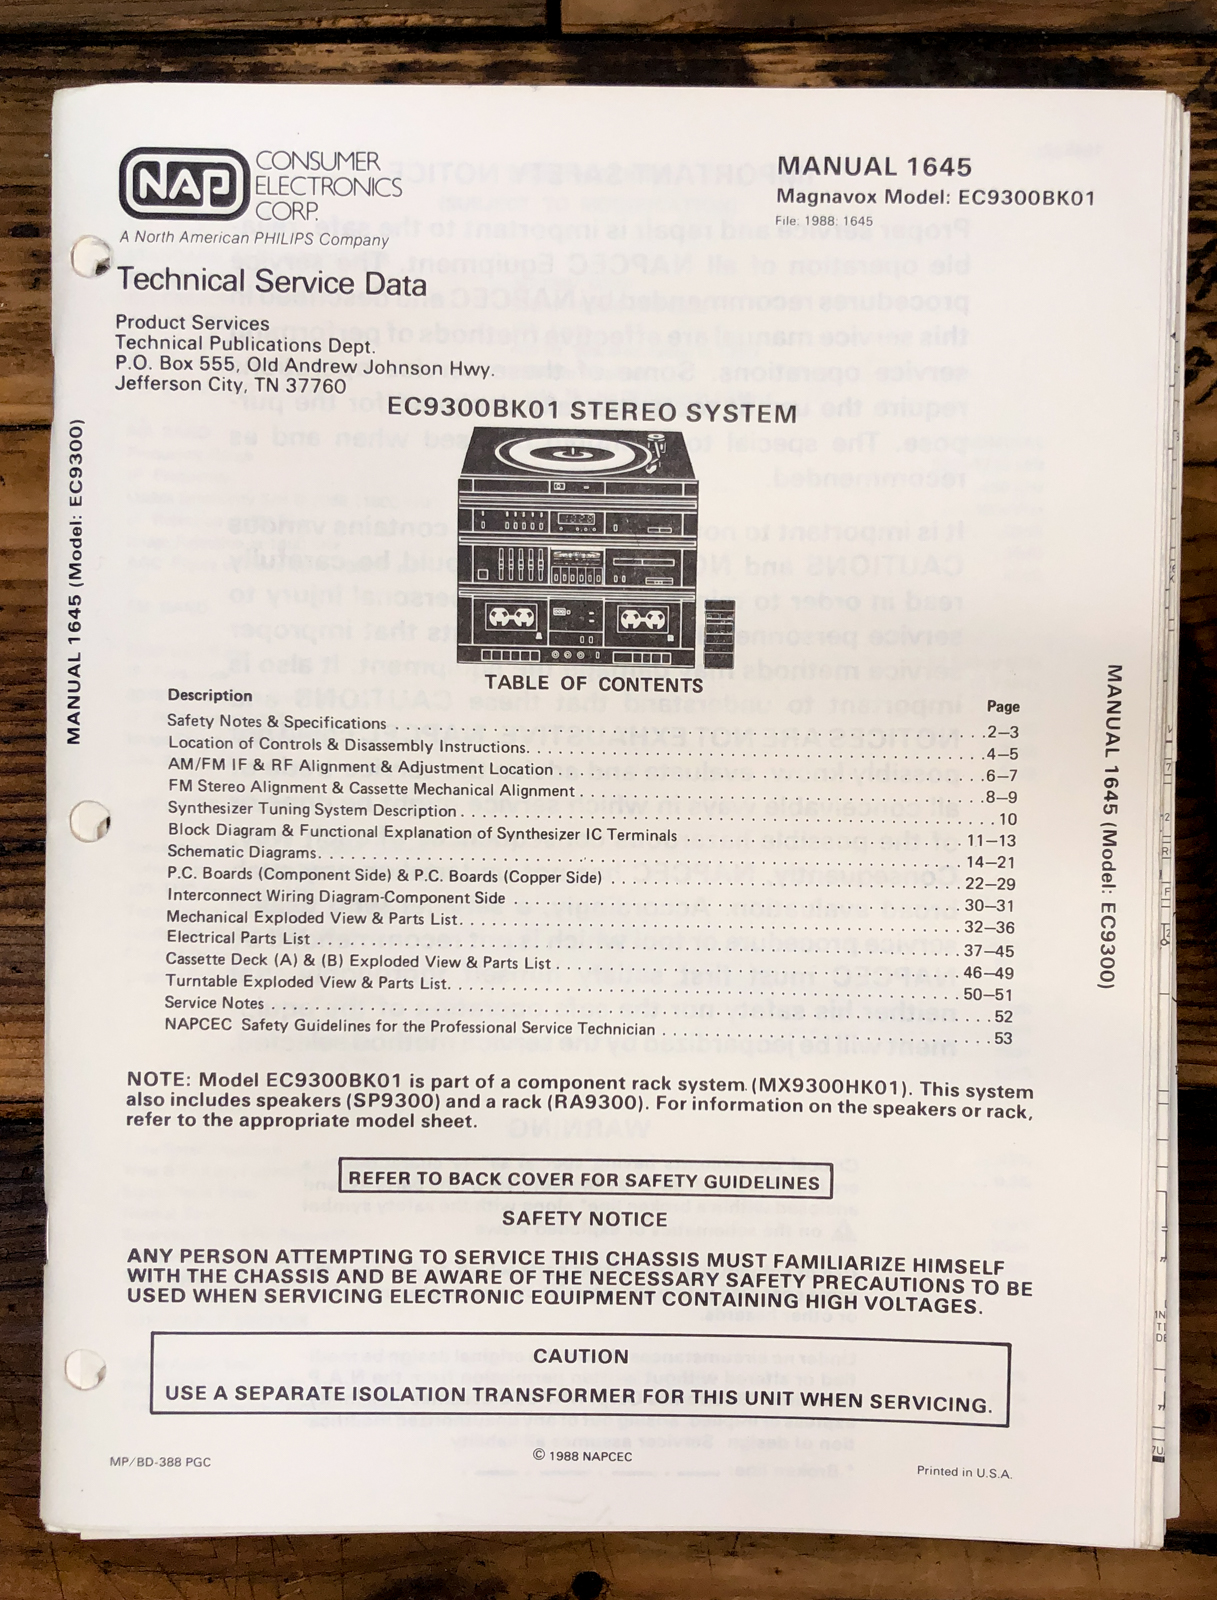 NAP CONSUMER
ELECTRONICS
CORP.
A North American PHILIPS Company
MANUAL 1645
Magnavox Model: EC9300BK01
File: 1988: 1645
Technical Service Data
Product Services
Technical Publications Dept.
P.O. Box 555, Old Andrew Johnson Hwy.
Jefferson City, TN 37760
EC9300BK01 STEREO SYSTEM
MANUAL 1645 (Model: EC9300)
TABLE OF CONTENTS
Description Page
Safety Notes & Specifications 2–3
Location of Controls & Disassembly Instructions. 4–5
AM/FM IF & RF Alignment & Adjustment Location 6–7
FM Stereo Alignment & Cassette Mechanical Alignment 8–9
Synthesizer Tuning System Description 10
Block Diagram & Functional Explanation of Synthesizer IC Terminals 11–13
Schematic Diagrams 14–21
P.C. Boards (Component Side) & P.C. Boards (Copper Side) 22–29
Interconnect Wiring Diagram-Component Side 30–31
Mechanical Exploded View & Parts List 32–36
Electrical Parts List 37–45
Cassette Deck (A) & (B) Exploded View & Parts List 46–49
Turntable Exploded View & Parts List 50–51
Service Notes 52
NAPCEC Safety Guidelines for the Professional Service Technician 53
MANUAL 1645 (Model: EC9300)
NOTE: Model EC9300BK01 is part of a component rack system (MX9300HK01). This system
also includes speakers (SP9300) and a rack (RA9300). For information on the speakers or rack,
refer to the appropriate model sheet.
REFER TO BACK COVER FOR SAFETY GUIDELINES
SAFETY NOTICE
ANY PERSON ATTEMPTING TO SERVICE THIS CHASSIS MUST FAMILIARIZE HIMSELF
WITH THE CHASSIS AND BE AWARE OF THE NECESSARY SAFETY PRECAUTIONS TO BE
USED WHEN SERVICING ELECTRONIC EQUIPMENT CONTAINING HIGH VOLTAGES.
CAUTION
USE A SEPARATE ISOLATION TRANSFORMER FOR THIS UNIT WHEN SERVICING.
MP/BD-388 PGC
© 1988 NAPCEC
Printed in U.S.A.